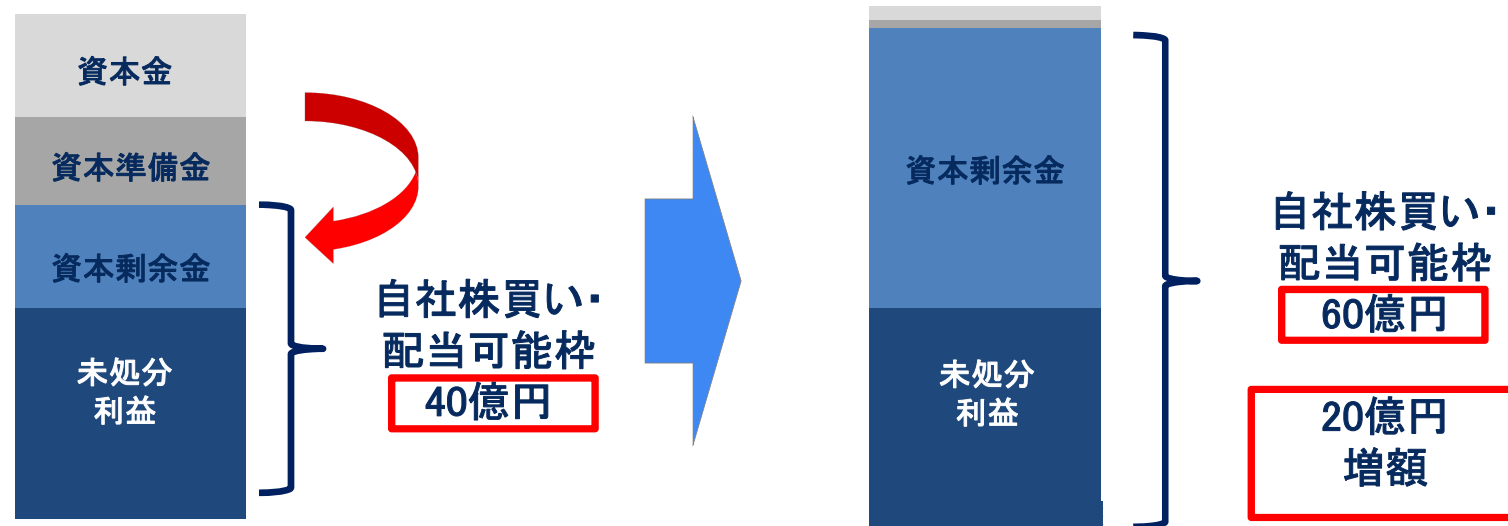 資本金
資本準備金
資本剰余金
未処分
利益
自社株買い・
配当可能枠
40億円
資本剰余金
未処分
利益
自社株買い・
配当可能枠
60億円
20億円
増額